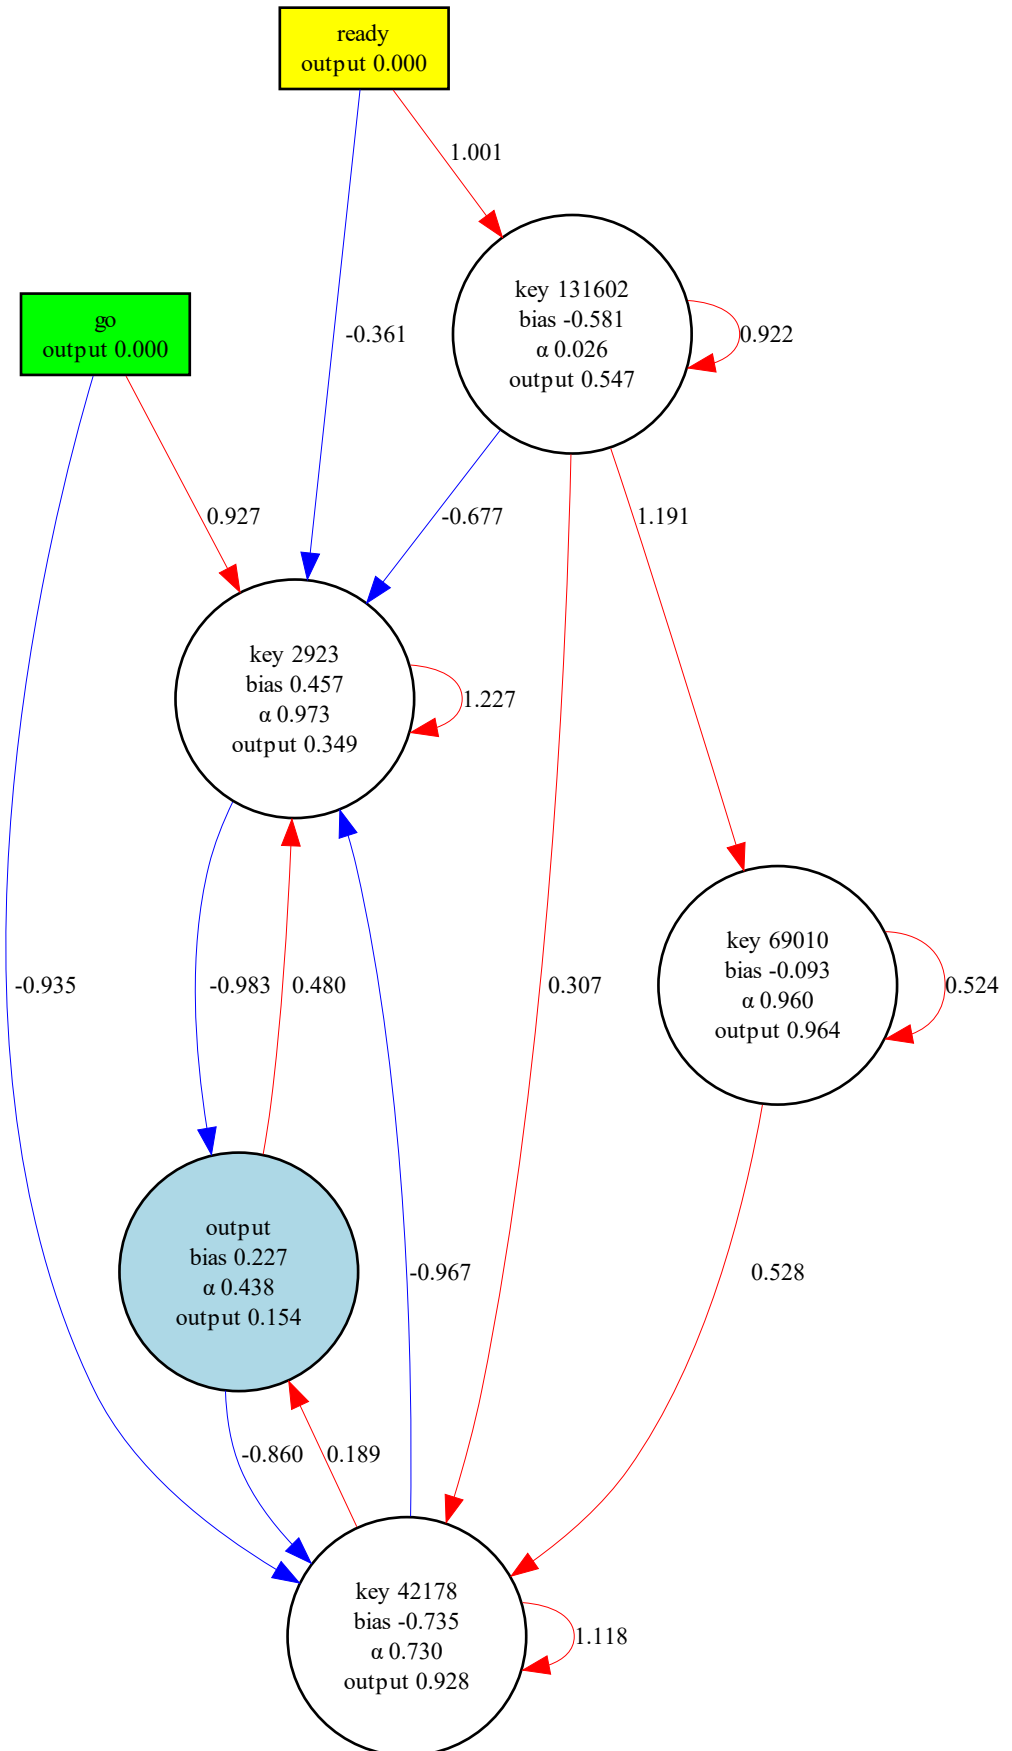 ready
output 0.000
1.001
key 131602
bias -0.581
α 0.026
output 0.547
0.922
go
output 0.000
-0.361
0.927
-0.677
1.191
key 2923
bias 0.457
α 0.973
output 0.349
1.227
key 69010
bias -0.093
α 0.960
output 0.964
0.524
-0.935
-0.983
0.480
0.307
output
bias 0.227
α 0.438
output 0.154
-0.967
0.528
-0.860
0.189
key 42178
bias -0.735
α 0.730
output 0.928
1.118